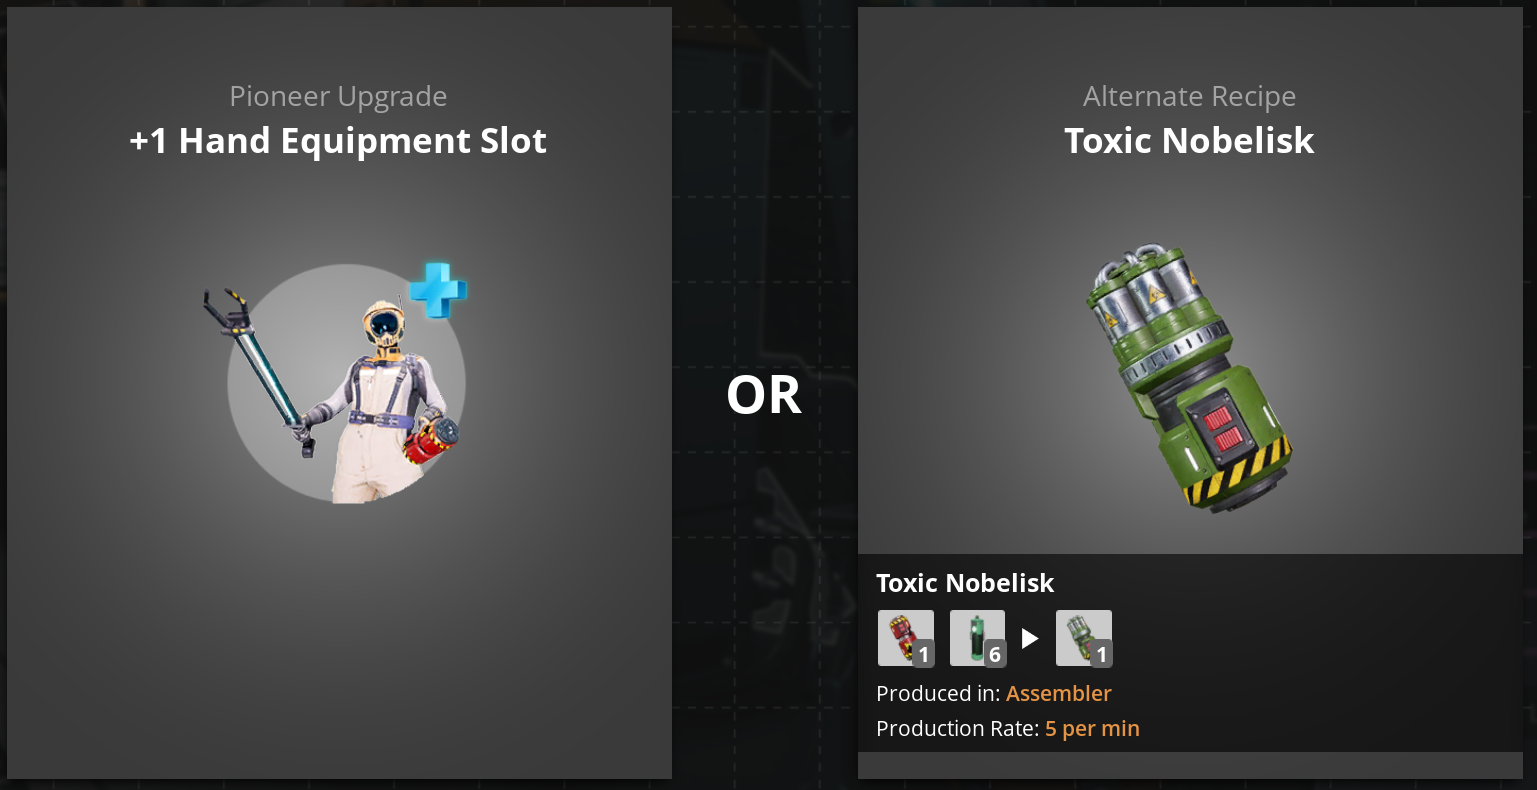 Pioneer Upgrade
+1 Hand Equipment Slot
OR
Alternate Recipe
Toxic Nobelisk
Toxic Nobelisk
1 6 1
Produced in: Assembler
Production Rate: 5 per min